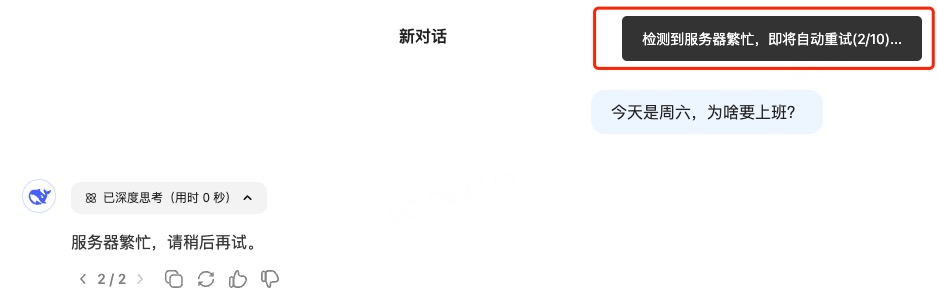 新对话
检测到服务器繁忙，即将自动重试(2/10)...
今天是周六，为啥要上班？
已深度思考（用时 0 秒）
服务器繁忙，请稍后再试。
2 / 2